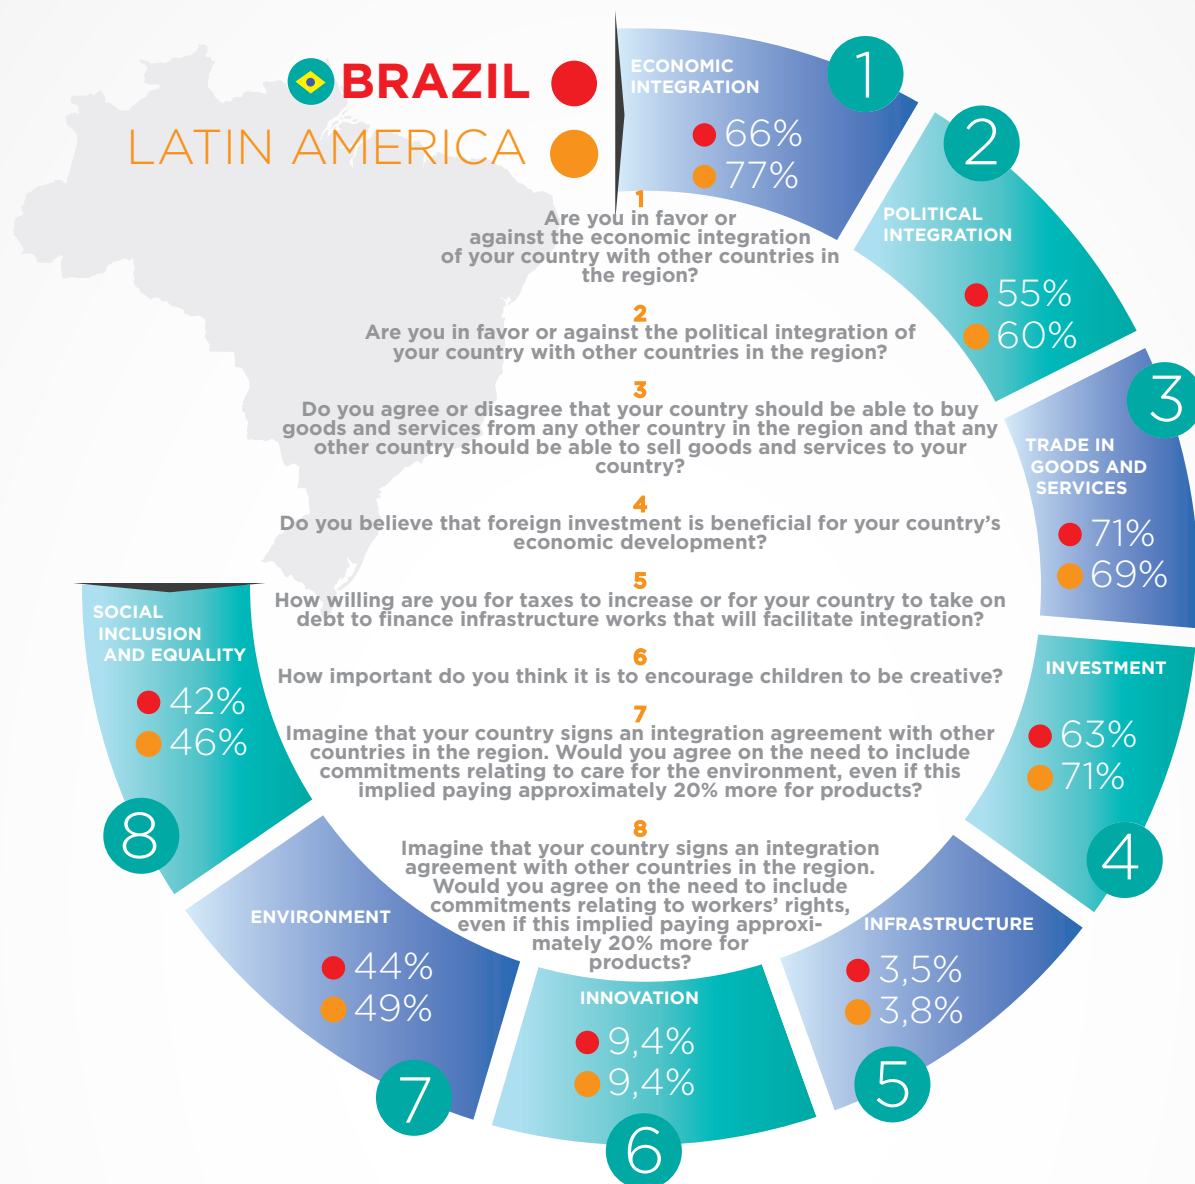 BRAZIL
LATIN AMERICA
ECONOMIC
INTEGRATION
66%
77%
1
POLITICAL
INTEGRATION
55%
60%
2
TRADE IN
GOODS AND
SERVICES
71%
69%
3
INVESTMENT
63%
71%
4
INFRASTRUCTURE
3,5%
3,8%
5
INNOVATION
9,4%
9,4%
6
ENVIRONMENT
44%
49%
7
SOCIAL
INCLUSION
AND EQUALITY
42%
46%
8
1
Are you in favor or
against the economic integration
of your country with other countries in
the region?
2
Are you in favor or against the political integration of
your country with other countries in the region?
3
Do you agree or disagree that your country should be able to buy
goods and services from any other country in the region and that any
other country should be able to sell goods and services to your
country?
4
Do you believe that foreign investment is beneficial for your country's
economic development?
5
How willing are you for taxes to increase or for your country to take on
debt to finance infrastructure works that will facilitate integration?
6
How important do you think it is to encourage children to be creative?
7
Imagine that your country signs an integration agreement with other
countries in the region. Would you agree on the need to include
commitments relating to care for the environment, even if this
implied paying approximately 20% more for products?
8
Imagine that your country signs an integration
agreement with other countries in the region.
Would you agree on the need to include
commitments relating to workers' rights,
even if this implied paying approxi-
mately 20% more for
products?